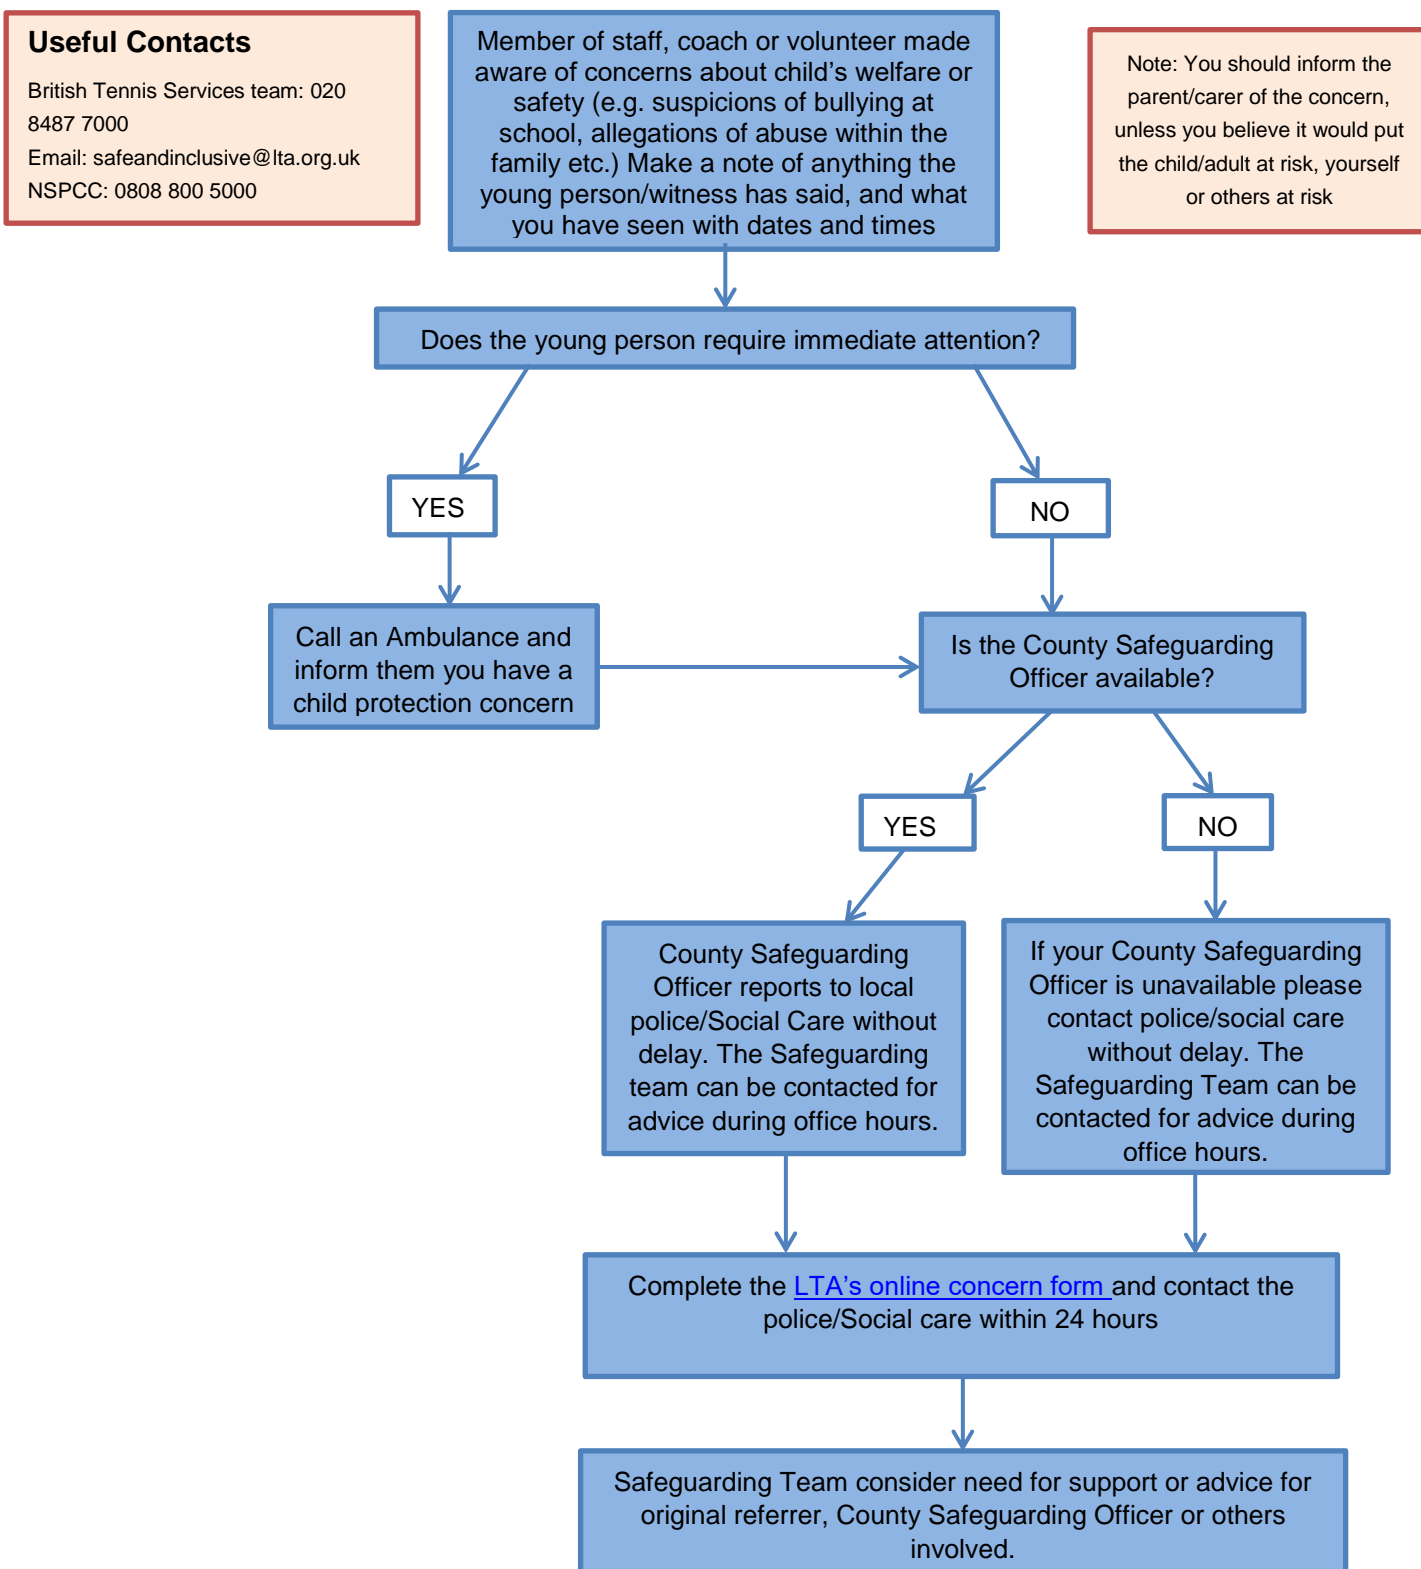 Useful Contacts
British Tennis Services team: 020
8487 7000
Email: safeandinclusive@lta.org.uk
NSPCC: 0808 800 5000
Member of staff, coach or volunteer made
aware of concerns about child's welfare or
safety (e.g. suspicions of bullying at
school, allegations of abuse within the
family etc.) Make a note of anything the
young person/witness has said, and what
you have seen with dates and times
Note: You should inform the
parent/carer of the concern,
unless you believe it would put
the child/adult at risk, yourself
or others at risk
Does the young person require immediate attention?
YES
NO
Call an Ambulance and
inform them you have a
child protection concern
Is the County Safeguarding
Officer available?
YES
NO
County Safeguarding
Officer reports to local
police/Social Care without
delay. The Safeguarding
team can be contacted for
advice during office hours.
If your County Safeguarding
Officer is unavailable please
contact police/social care
without delay. The
Safeguarding Team can be
contacted for advice during
office hours.
Complete the LTA's online concern form and contact the
police/Social care within 24 hours
Safeguarding Team consider need for support or advice for
original referrer, County Safeguarding Officer or others
involved.